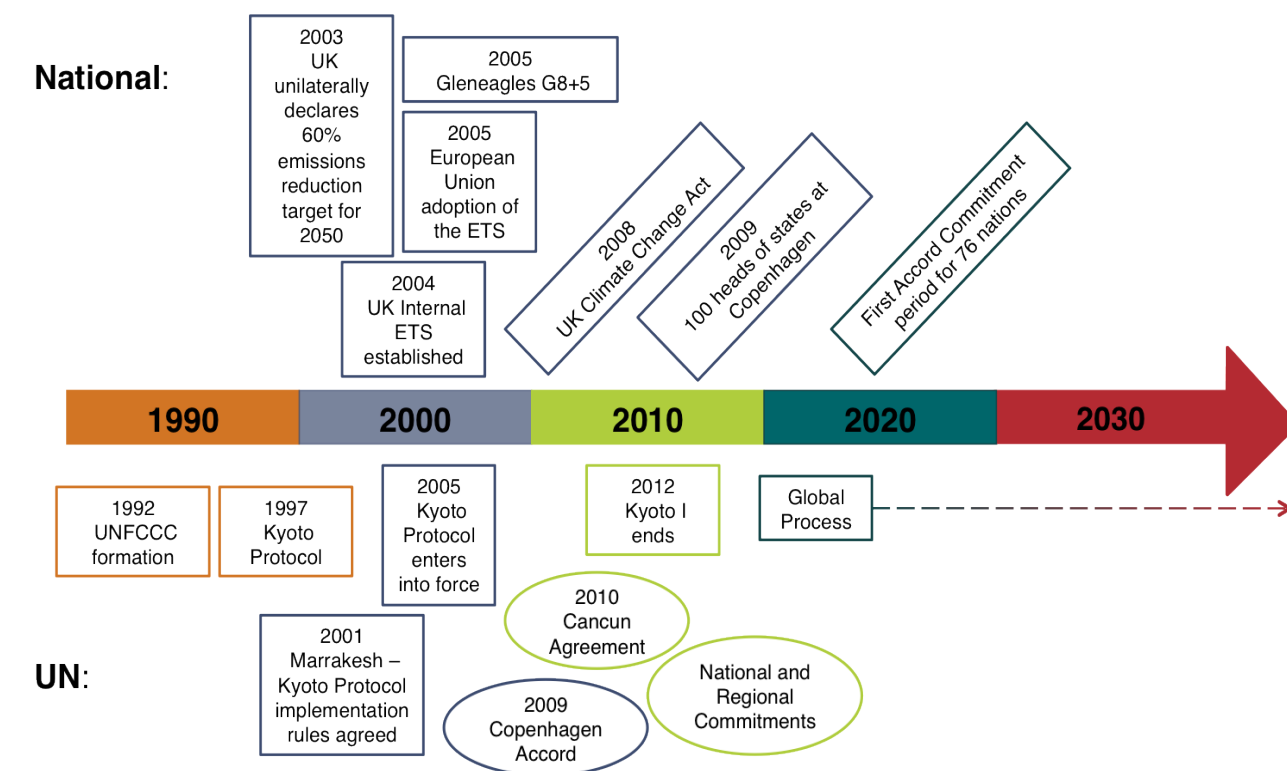 National:
2003
UK
unilaterally
declares
60%
emissions
reduction
target for
2050
2005
Gleneagles G8+5
2005
European
Union
adoption of
the ETS
2004
UK Internal
ETS
established
2008
UK Climate Change Act
2009
100 heads of states at
Copenhagen
First Accord Commitment
period for 76 nations
1990
2000
2010
2020
2030
1992
UNFCCC
formation
1997
Kyoto
Protocol
2005
Kyoto
Protocol
enters
into force
2012
Kyoto I
ends
Global
Process
UN:
2001
Marrakesh –
Kyoto Protocol
implementation
rules agreed
2010
Cancun
Agreement
2009
Copenhagen
Accord
National and
Regional
Commitments